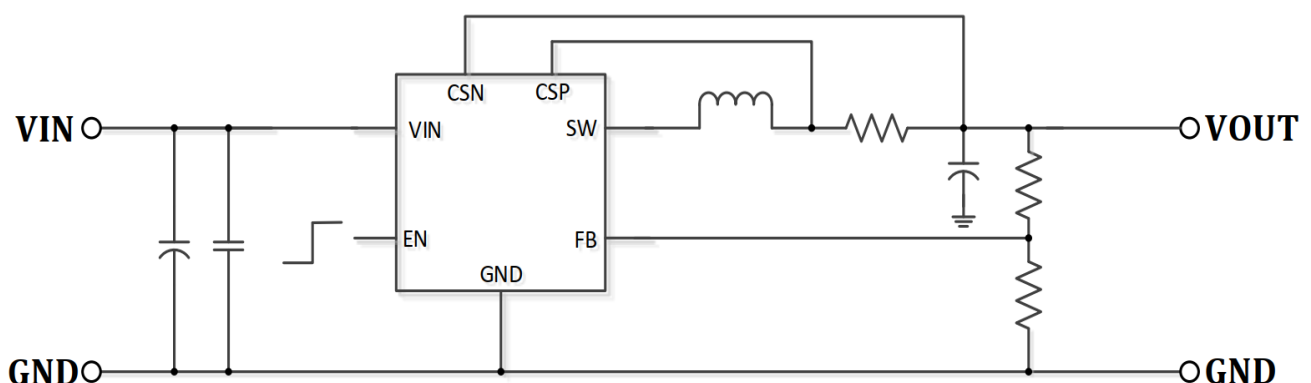 CSN CSP
VIN VIN SW VOUT
EN FB
GND
GND GND